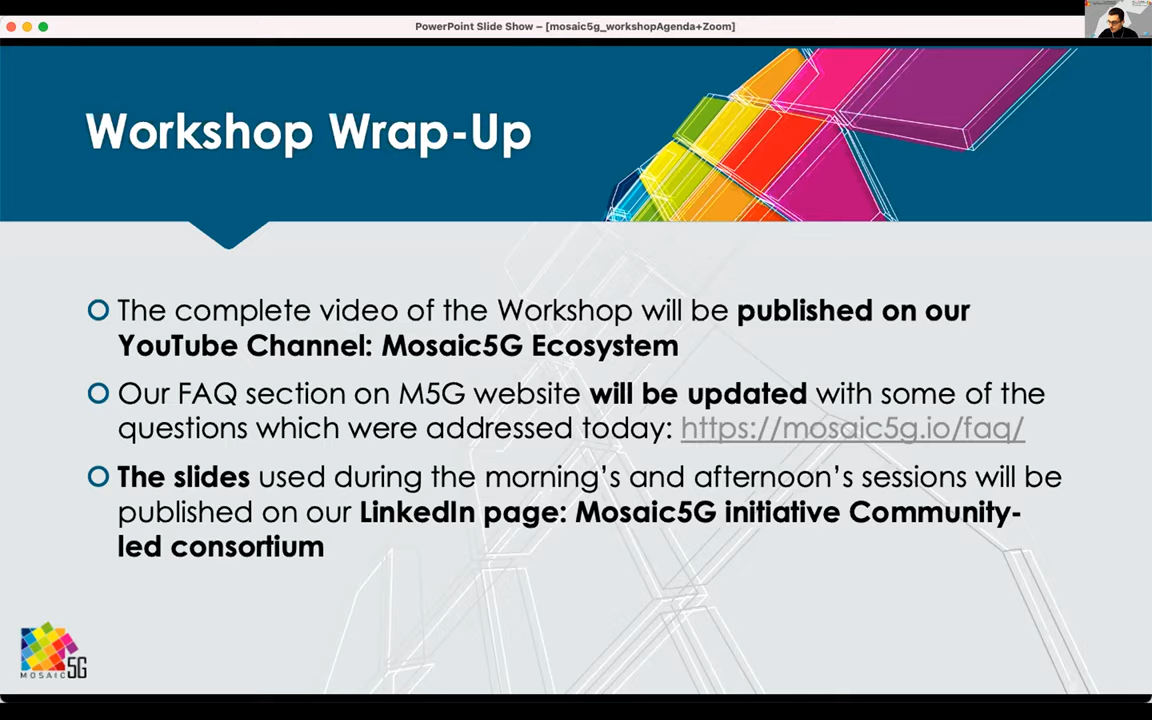 PowerPoint Slide Show – [mosaic5g_workshopAgenda+Zoom]
Workshop Wrap-Up
The complete video of the Workshop will be published on our
YouTube Channel: Mosaic5G Ecosystem
Our FAQ section on M5G website will be updated with some of the
questions which were addressed today: https://mosaic5g.io/faq/
The slides used during the morning’s and afternoon’s sessions will be
published on our LinkedIn page: Mosaic5G initiative Community-
led consortium
MOSAIC 5G